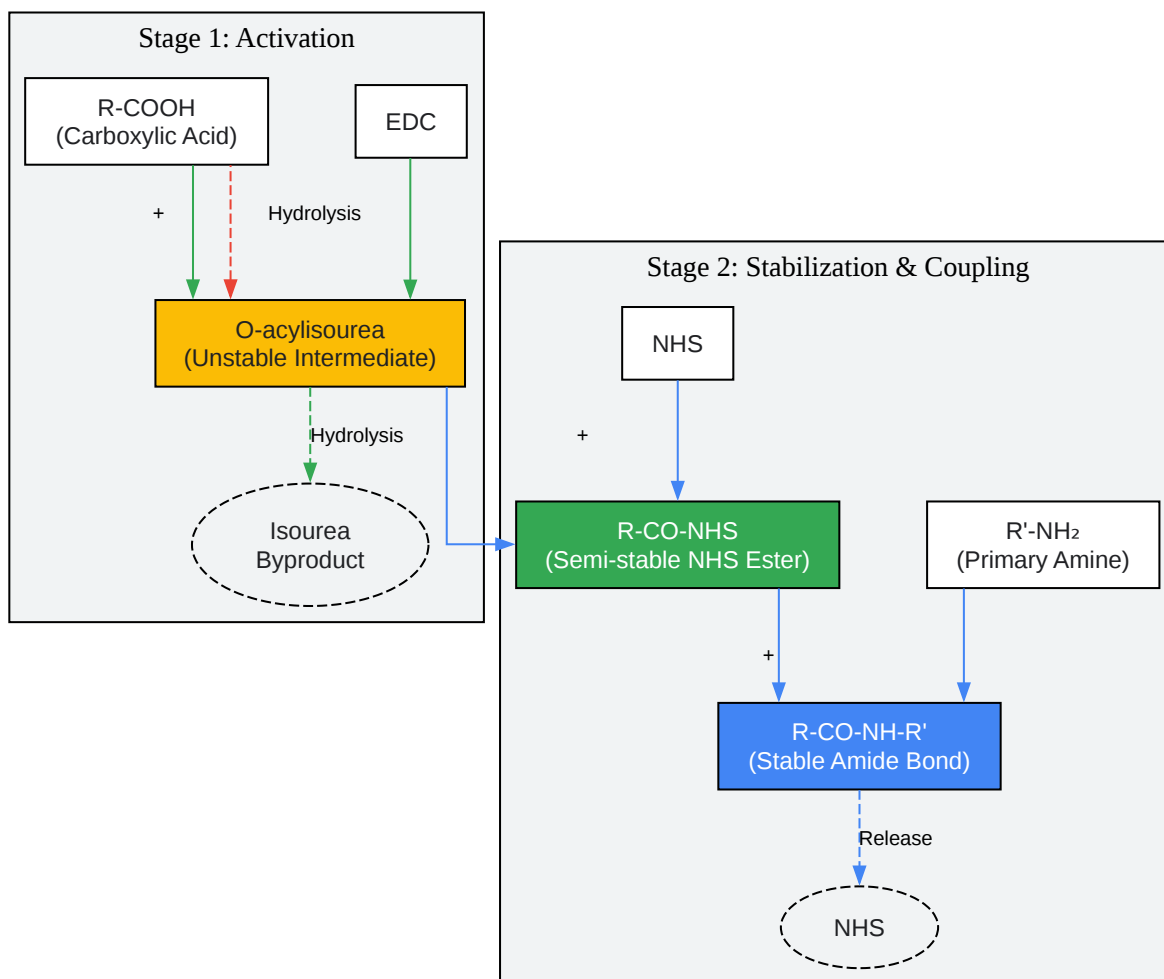 Stage 1: Activation
R-COOH
(Carboxylic Acid)
EDC
+
Hydrolysis
O-acylisourea
(Unstable Intermediate)
Hydrolysis
Isourea
Byproduct
Stage 2: Stabilization & Coupling
NHS
+
R-CO-NHS
(Semi-stable NHS Ester)
R'-NH₂
(Primary Amine)
+
R-CO-NH-R'
(Stable Amide Bond)
Release
NHS